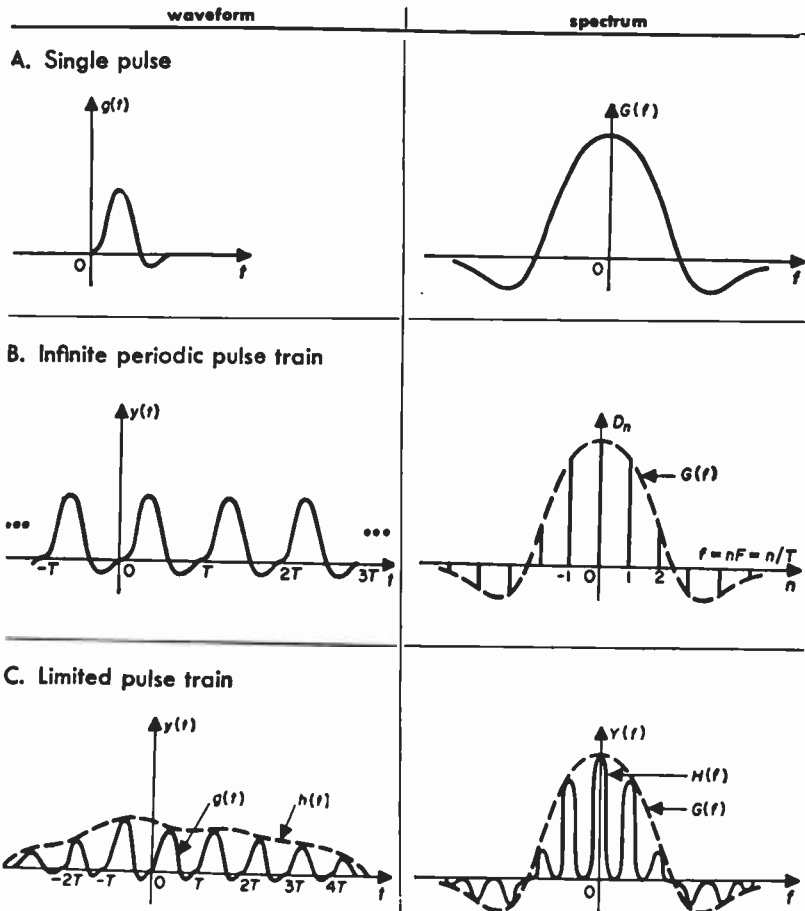 waveform
spectrum
A. Single pulse
g(t)
0
t
G(f)
0
f
B. Infinite periodic pulse train
y(t)
...
...
-T
0
T
2T
3T
t
Dn
G(f)
f = nF = n/T
-1
0
1
2
n
C. Limited pulse train
y(t)
g(t)
h(t)
-2T
-T
0
T
2T
3T
4T
t
Y(f)
H(f)
G(f)
0
f